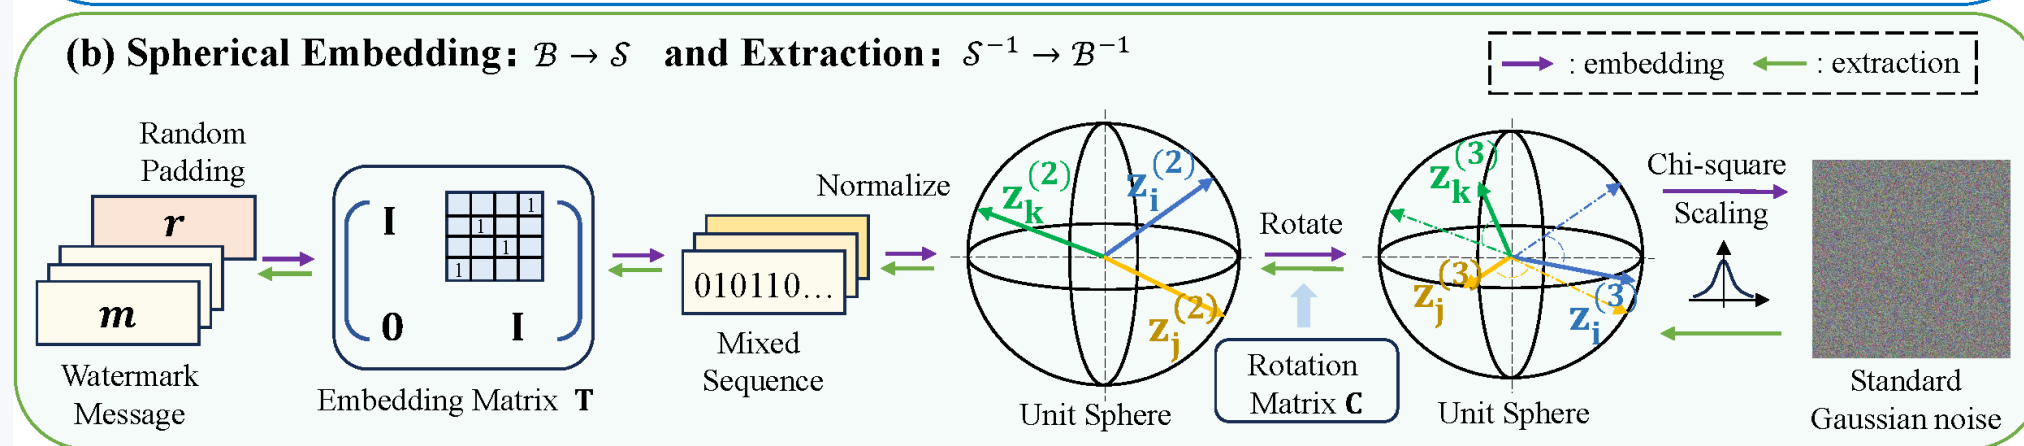 (b) Spherical Embedding: ℬ → 𝒮 and Extraction: 𝒮⁻¹ → ℬ⁻¹
: embedding : extraction
Random
Padding
r
m
Watermark
Message
I
1
1
1
1
0 I
Embedding Matrix T
010110...
Mixed
Sequence
Normalize
z_k^(2)
z_i^(2)
z_j^(2)
Unit Sphere
Rotate
Rotation
Matrix C
z_k^(3)
z_j^(3)
z_i^(3)
Unit Sphere
Chi-square
Scaling
Standard
Gaussian noise